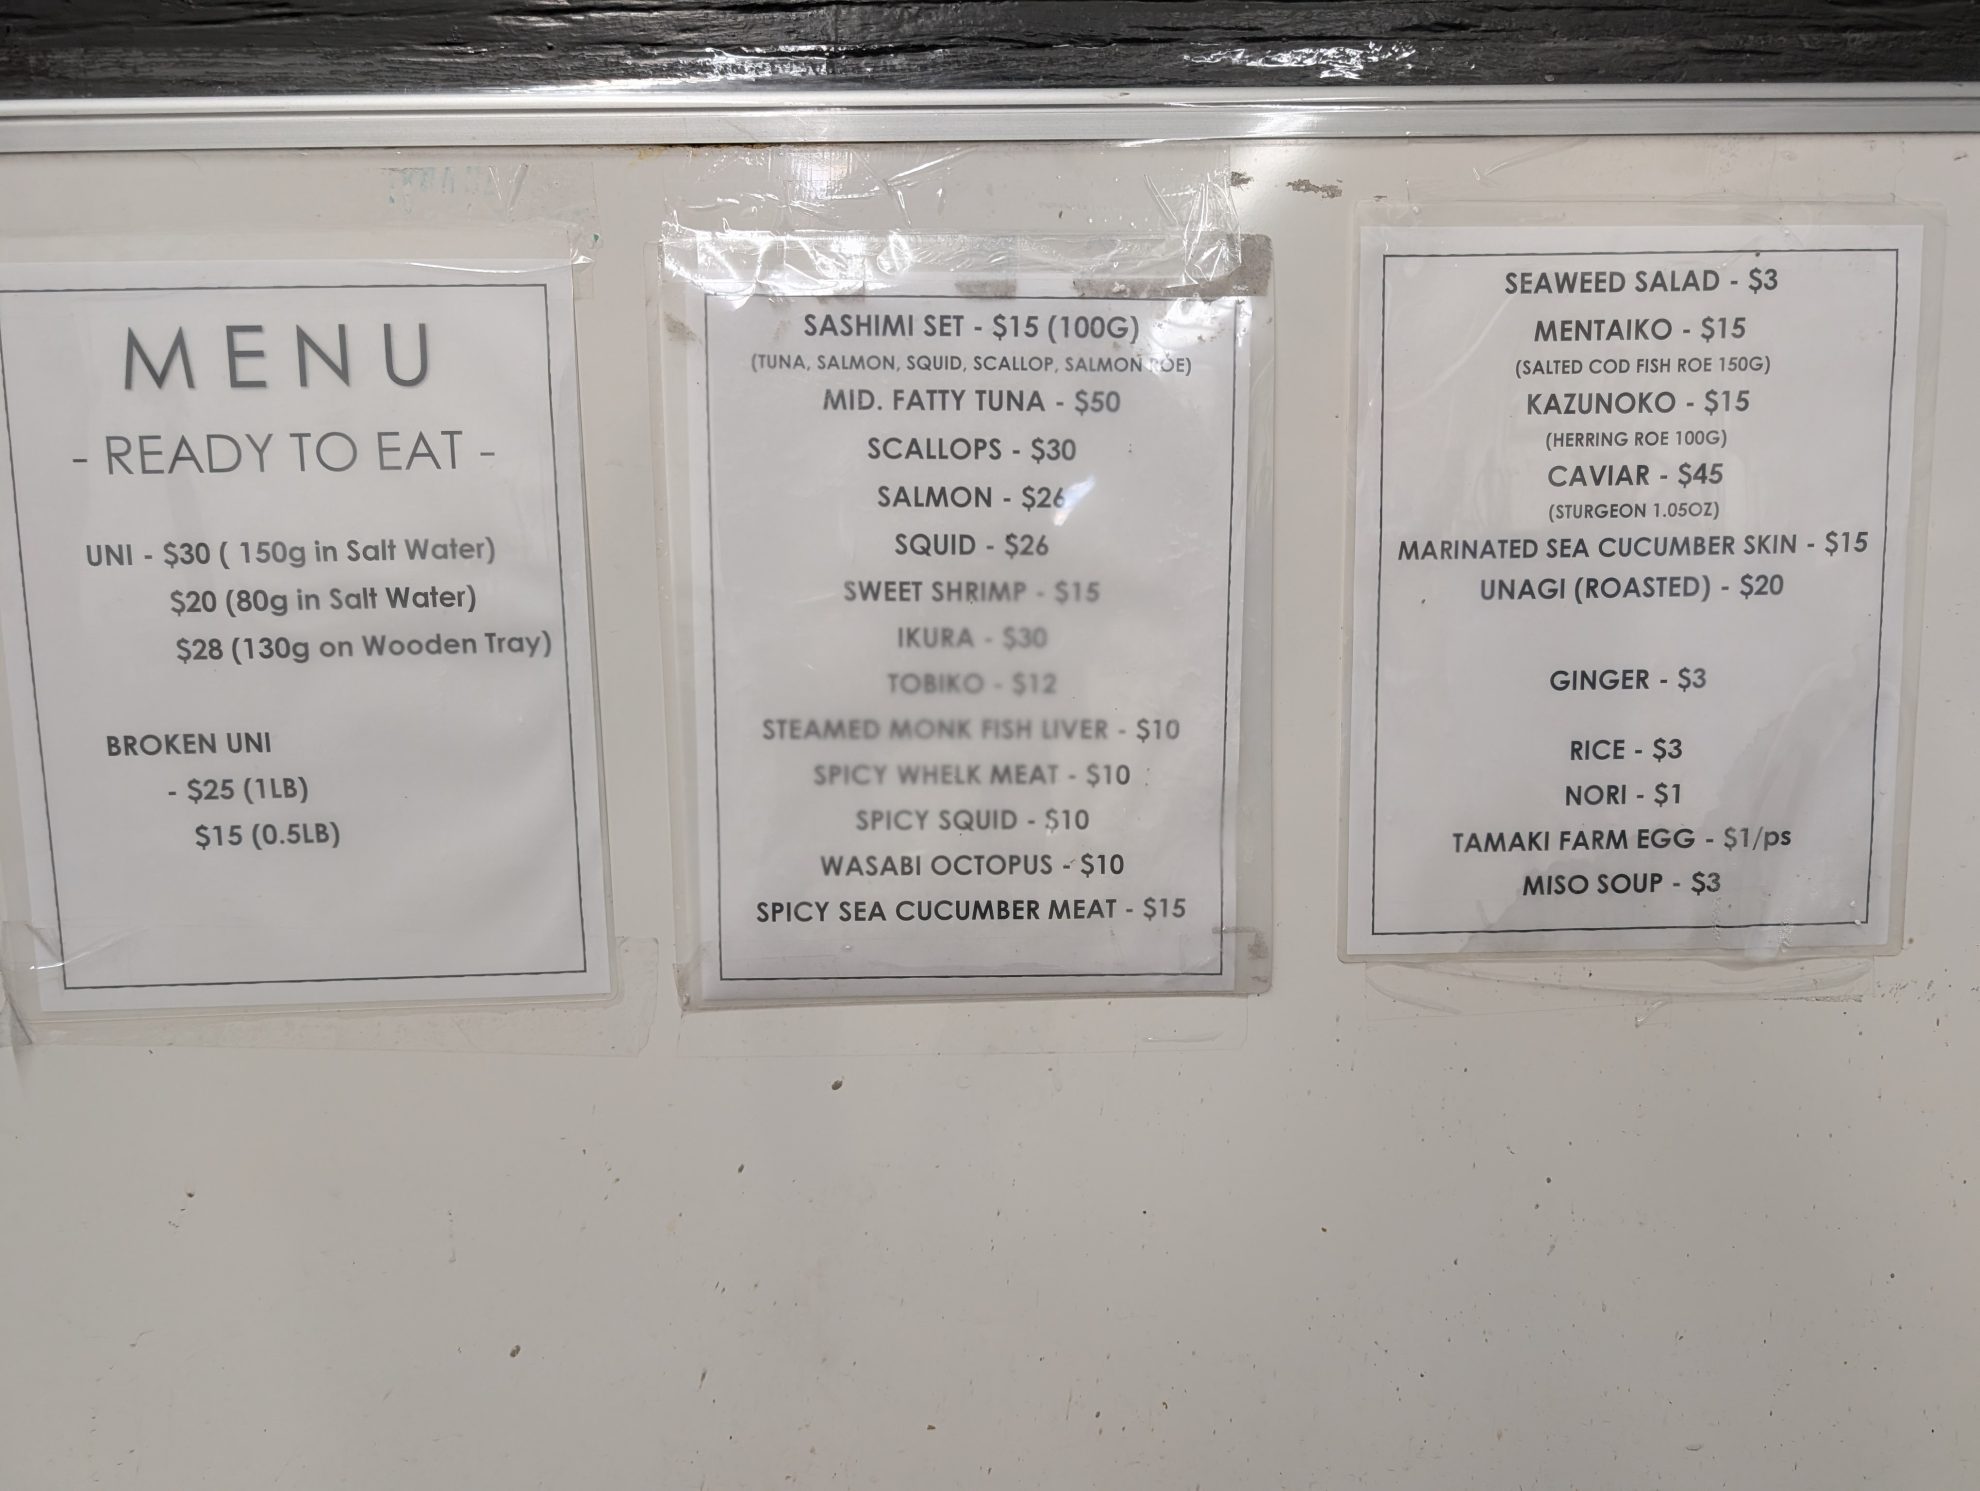 MENU
- READY TO EAT -
UNI - $30 ( 150g in Salt Water)
$20 (80g in Salt Water)
$28 (130g on Wooden Tray)
BROKEN UNI
- $25 (1LB)
$15 (0.5LB)
SASHIMI SET - $15 (100G)
(TUNA, SALMON, SQUID, SCALLOP, SALMON ROE)
MID. FATTY TUNA - $50
SCALLOPS - $30
SALMON - $26
SQUID - $26
SWEET SHRIMP - $15
IKURA - $30
TOBIKO - $12
STEAMED MONK FISH LIVER - $10
SPICY WHELK MEAT - $10
SPICY SQUID - $10
WASABI OCTOPUS - $10
SPICY SEA CUCUMBER MEAT - $15
SEAWEED SALAD - $3
MENTAIKO - $15
(SALTED COD FISH ROE 150G)
KAZUNOKO - $15
(HERRING ROE 100G)
CAVIAR - $45
(STURGEON 1.05OZ)
MARINATED SEA CUCUMBER SKIN - $15
UNAGI (ROASTED) - $20
GINGER - $3
RICE - $3
NORI - $1
TAMAKI FARM EGG - $1/ps
MISO SOUP - $3